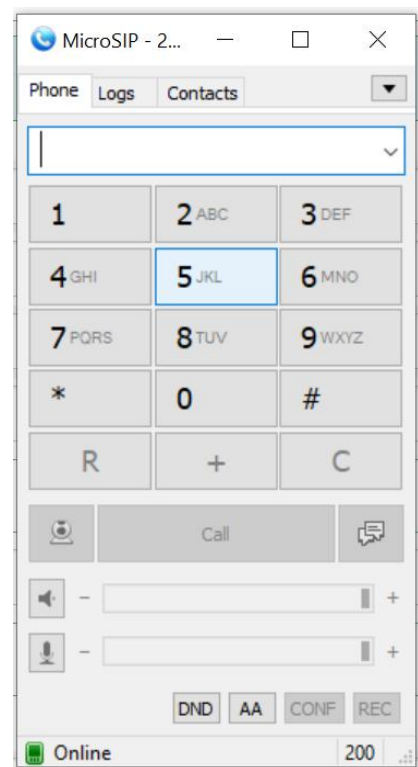 MicroSIP - 2...
Phone Logs Contacts
1 2 ABC 3 DEF
4 GHI 5 JKL 6 MNO
7 PQRS 8 TUV 9 WXYZ
* 0 #
R + C
Call
- +
- +
DND AA CONF REC
Online 200